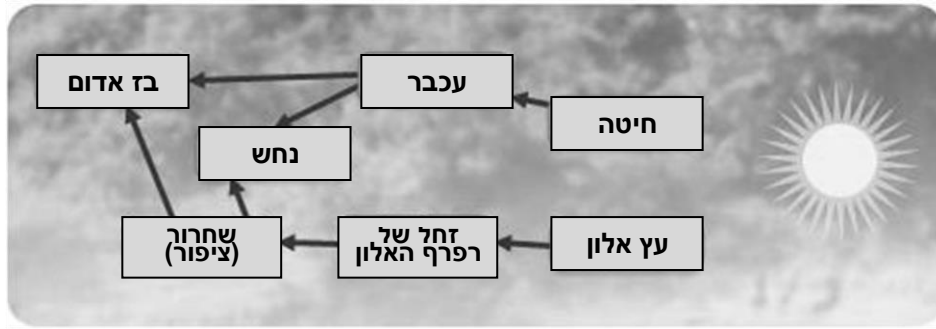 עכבר
בז אדום
חיטה
נחש
עץ אלון
זחל של
רפרף האלון
שחרור
(ציפור)